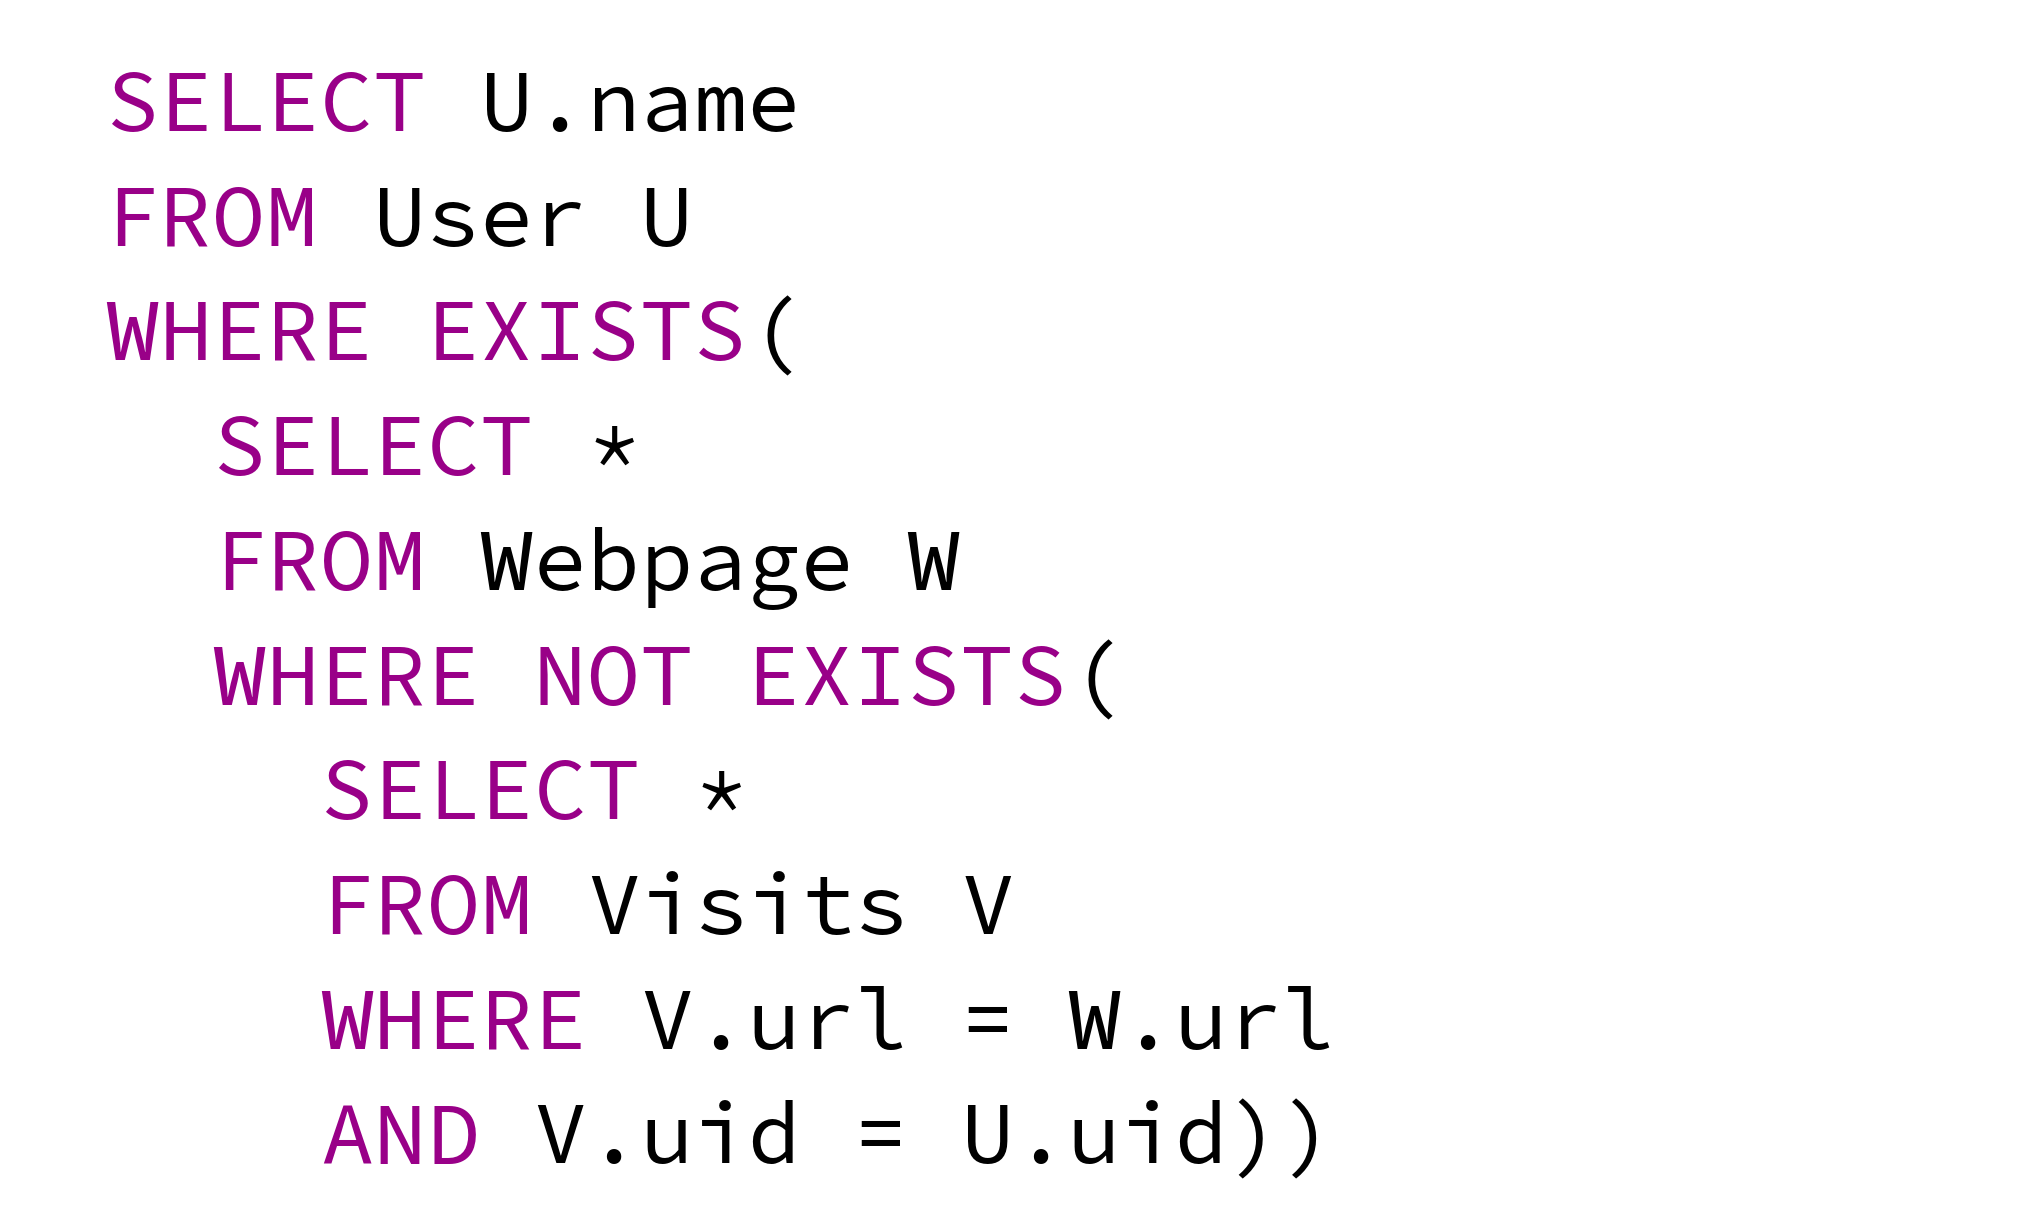 SELECT U.name
FROM User U
WHERE EXISTS(
SELECT *
FROM Webpage W
WHERE NOT EXISTS(
SELECT *
FROM Visits V
WHERE V.url = W.url
AND V.uid = U.uid))